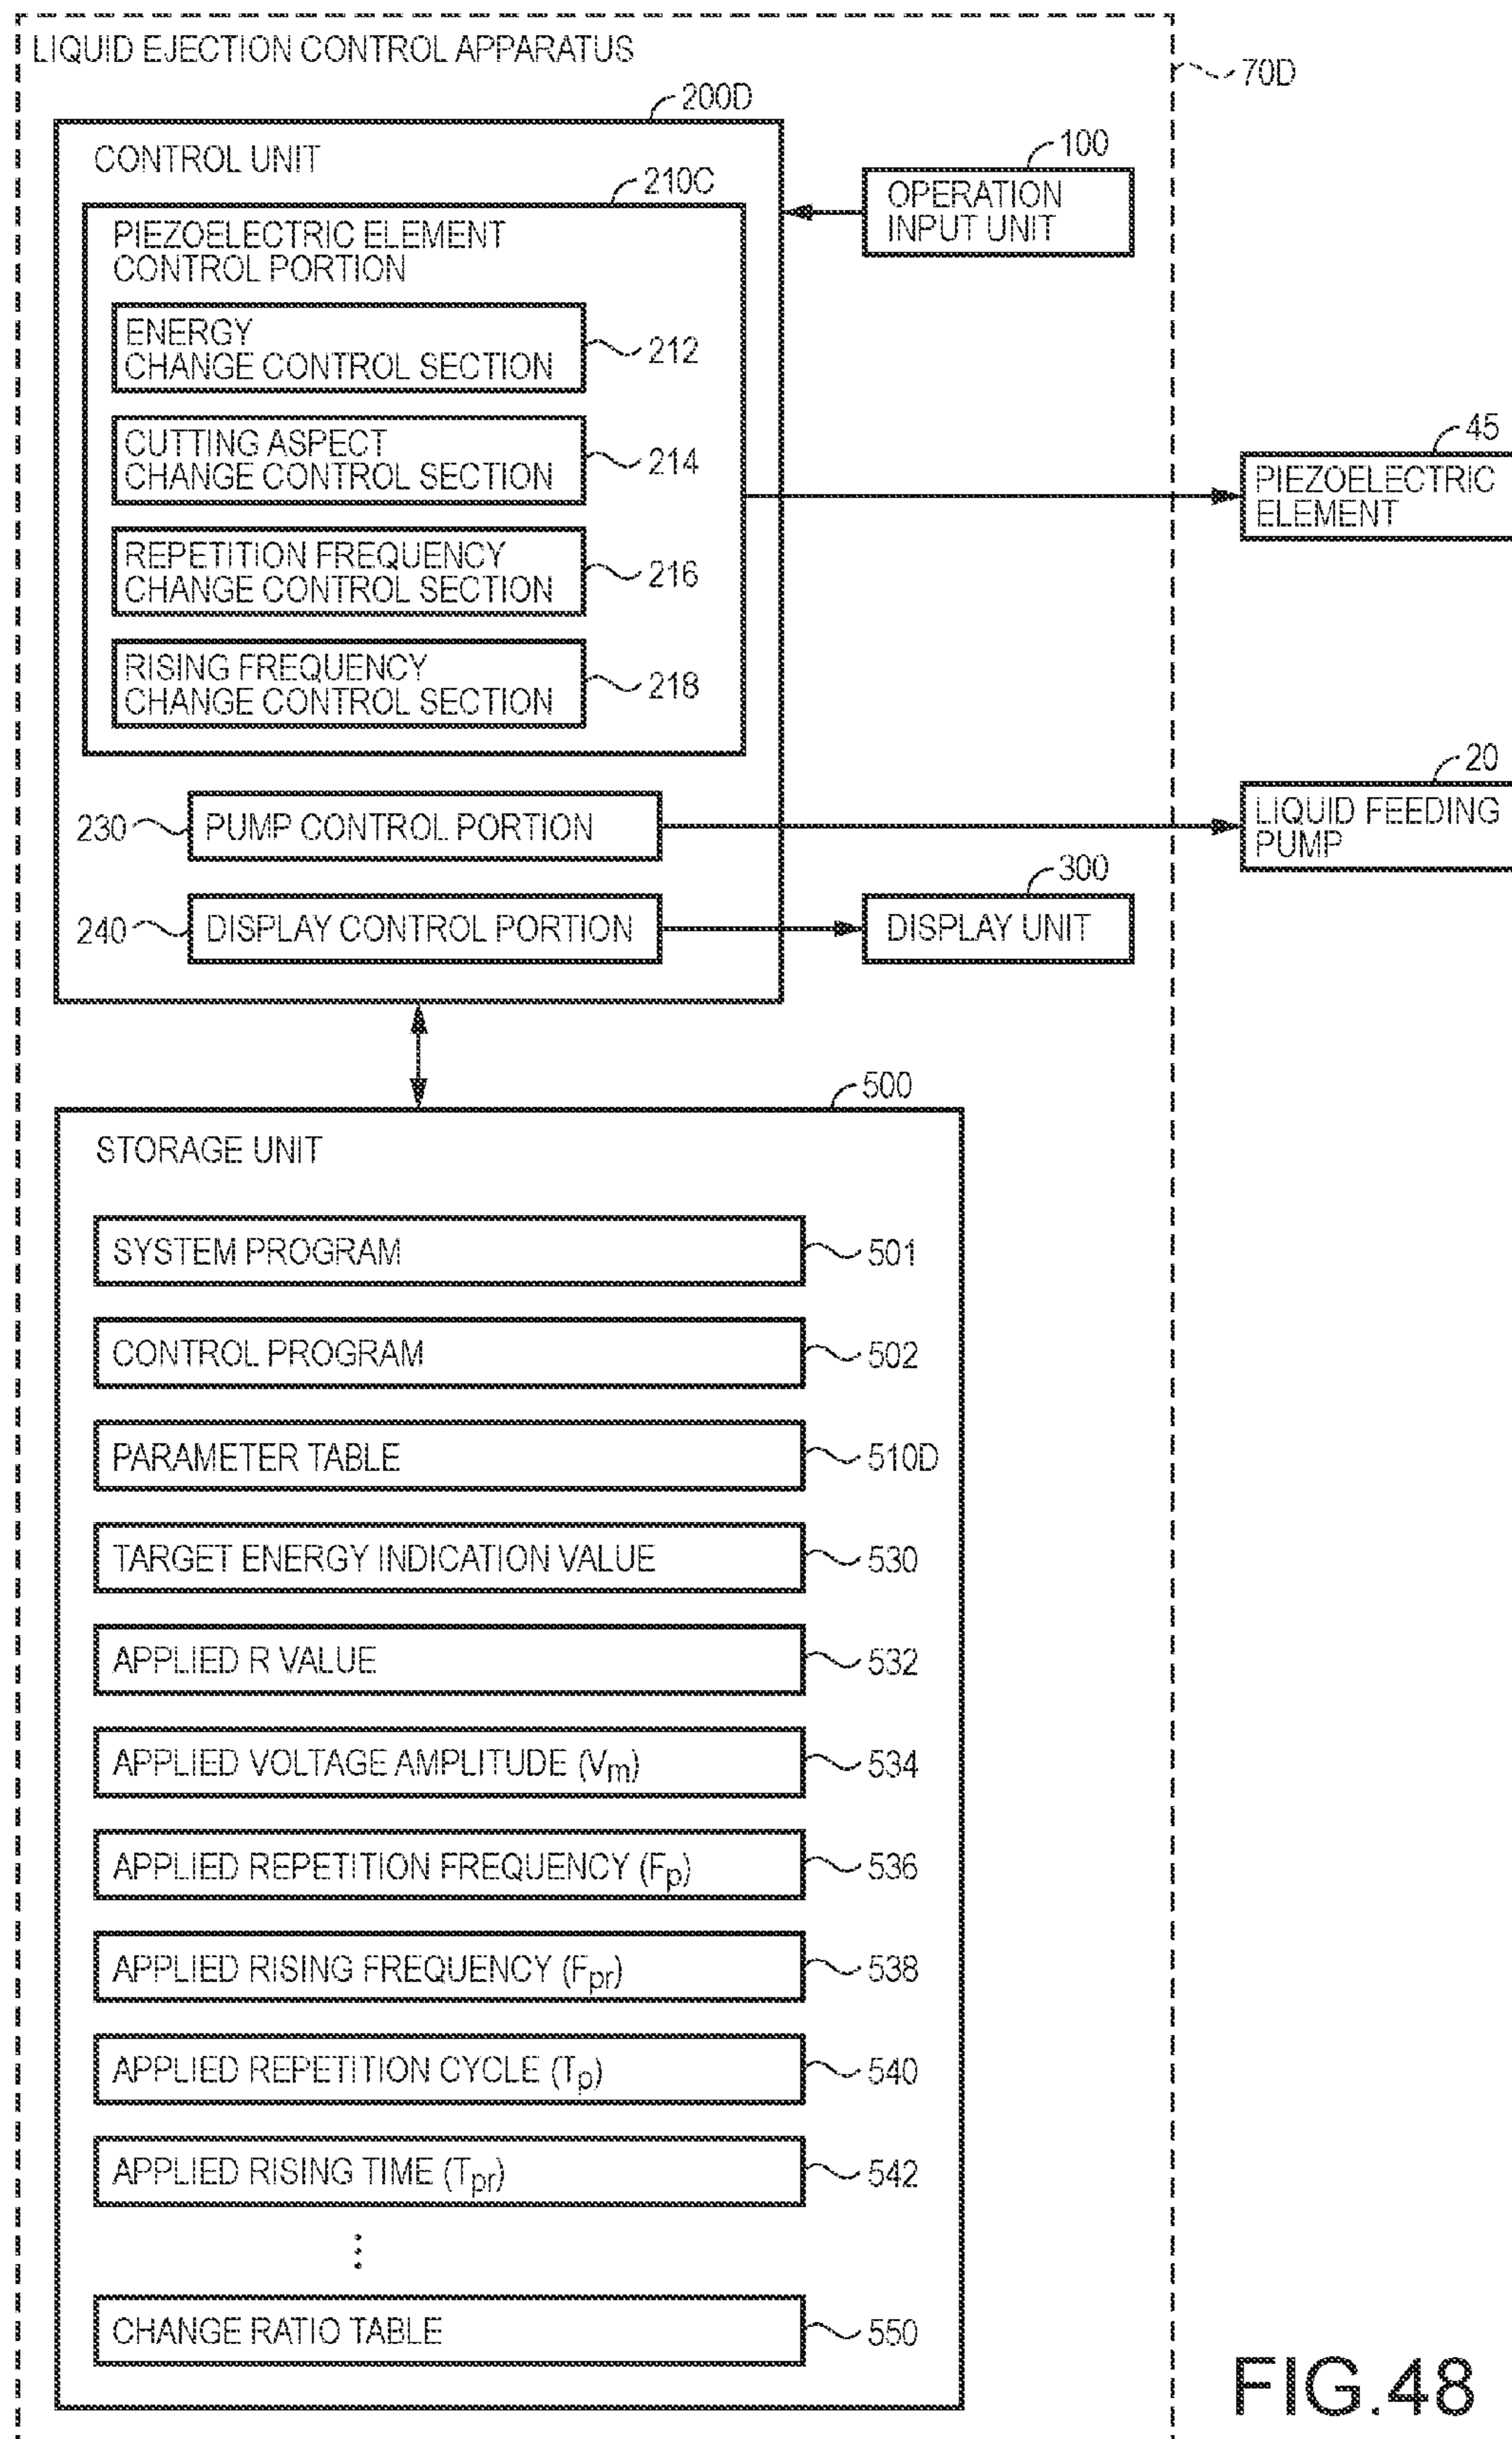 LIQUID EJECTION CONTROL APPARATUS
70D
200D
CONTROL UNIT
100
OPERATION
INPUT UNIT
210C
PIEZOELECTRIC ELEMENT
CONTROL PORTION
ENERGY
CHANGE CONTROL SECTION
212
CUTTING ASPECT
CHANGE CONTROL SECTION
214
45
PIEZOELECTRIC
ELEMENT
REPETITION FREQUENCY
CHANGE CONTROL SECTION
216
RISING FREQUENCY
CHANGE CONTROL SECTION
218
20
LIQUID FEEDING
PUMP
230
PUMP CONTROL PORTION
300
240
DISPLAY CONTROL PORTION
DISPLAY UNIT
500
STORAGE UNIT
SYSTEM PROGRAM
501
CONTROL PROGRAM
502
PARAMETER TABLE
510D
TARGET ENERGY INDICATION VALUE
530
APPLIED R VALUE
532
APPLIED VOLTAGE AMPLITUDE (Vm)
534
APPLIED REPETITION FREQUENCY (Fp)
536
APPLIED RISING FREQUENCY (Fpr)
538
APPLIED REPETITION CYCLE (Tp)
540
APPLIED RISING TIME (Tpr)
542
⋮
CHANGE RATIO TABLE
550
FIG.48